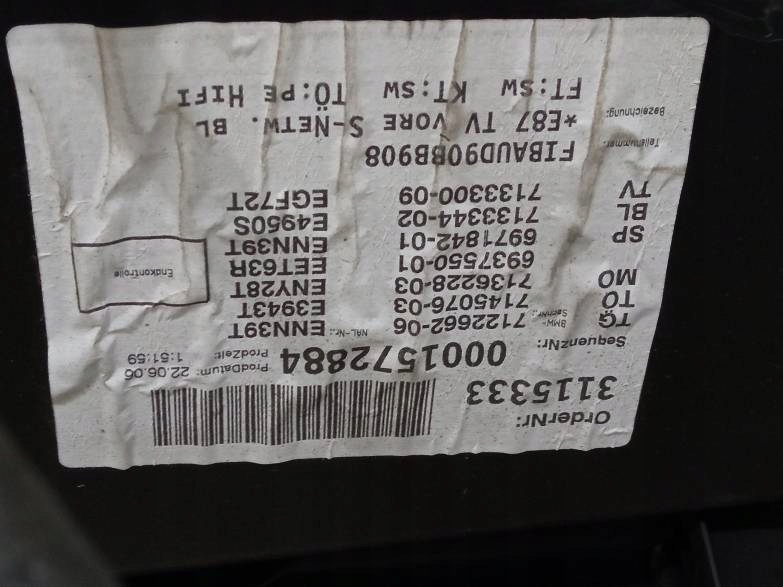 OrderNr: 3115333
SequenzNr: 0001572884
ProdDatum: 22.06.06
ProdZeit: 1:51:59
TG BMW-SachNr.: 7122662-06 NAL-Nr.: ENN39T
TÖ 7145076-03 E3943T
MO 7136228-03 ENY28T
6937550-01 EET63R
SP 6971842-01 ENN39T
BL 7133344-02 E4950S
TV 7133300-09 EGF72T
Endkontrolle
Teilenummer: FIBAUD90BB908
Bezeichnung: *E87 TV VORE S-NETW. BL
FT:SW KT:SW TÖ:PE HIFI